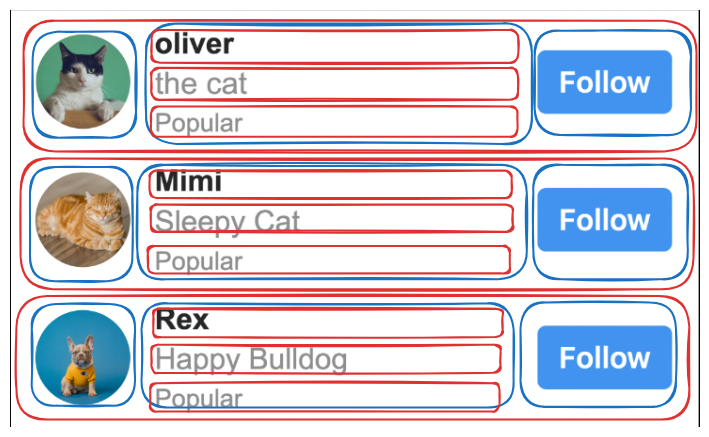 oliver
the cat
Popular
Follow
Mimi
Sleepy Cat
Popular
Follow
Rex
Happy Bulldog
Popular
Follow